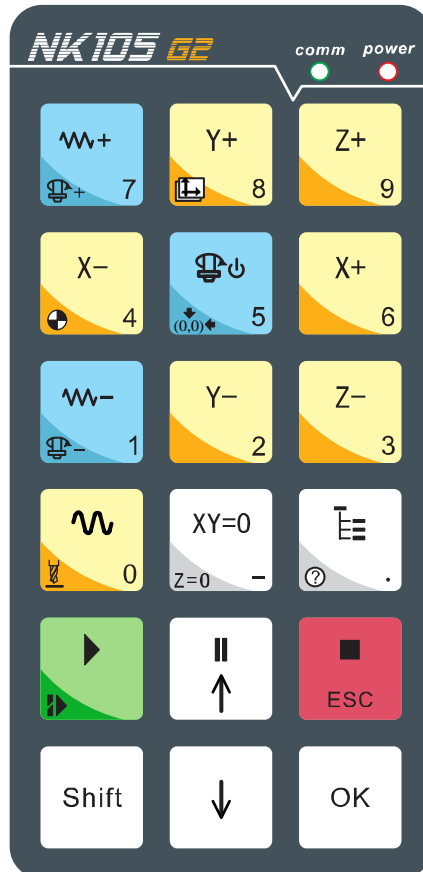 NK105 G2
comm power
+ Y+ Z+
+ 7 8 9
X− X+
4 (0,0) 5 6
− Y− Z−
− 1 2 3
XY=0
0 Z=0 − ? .
ESC
Shift OK